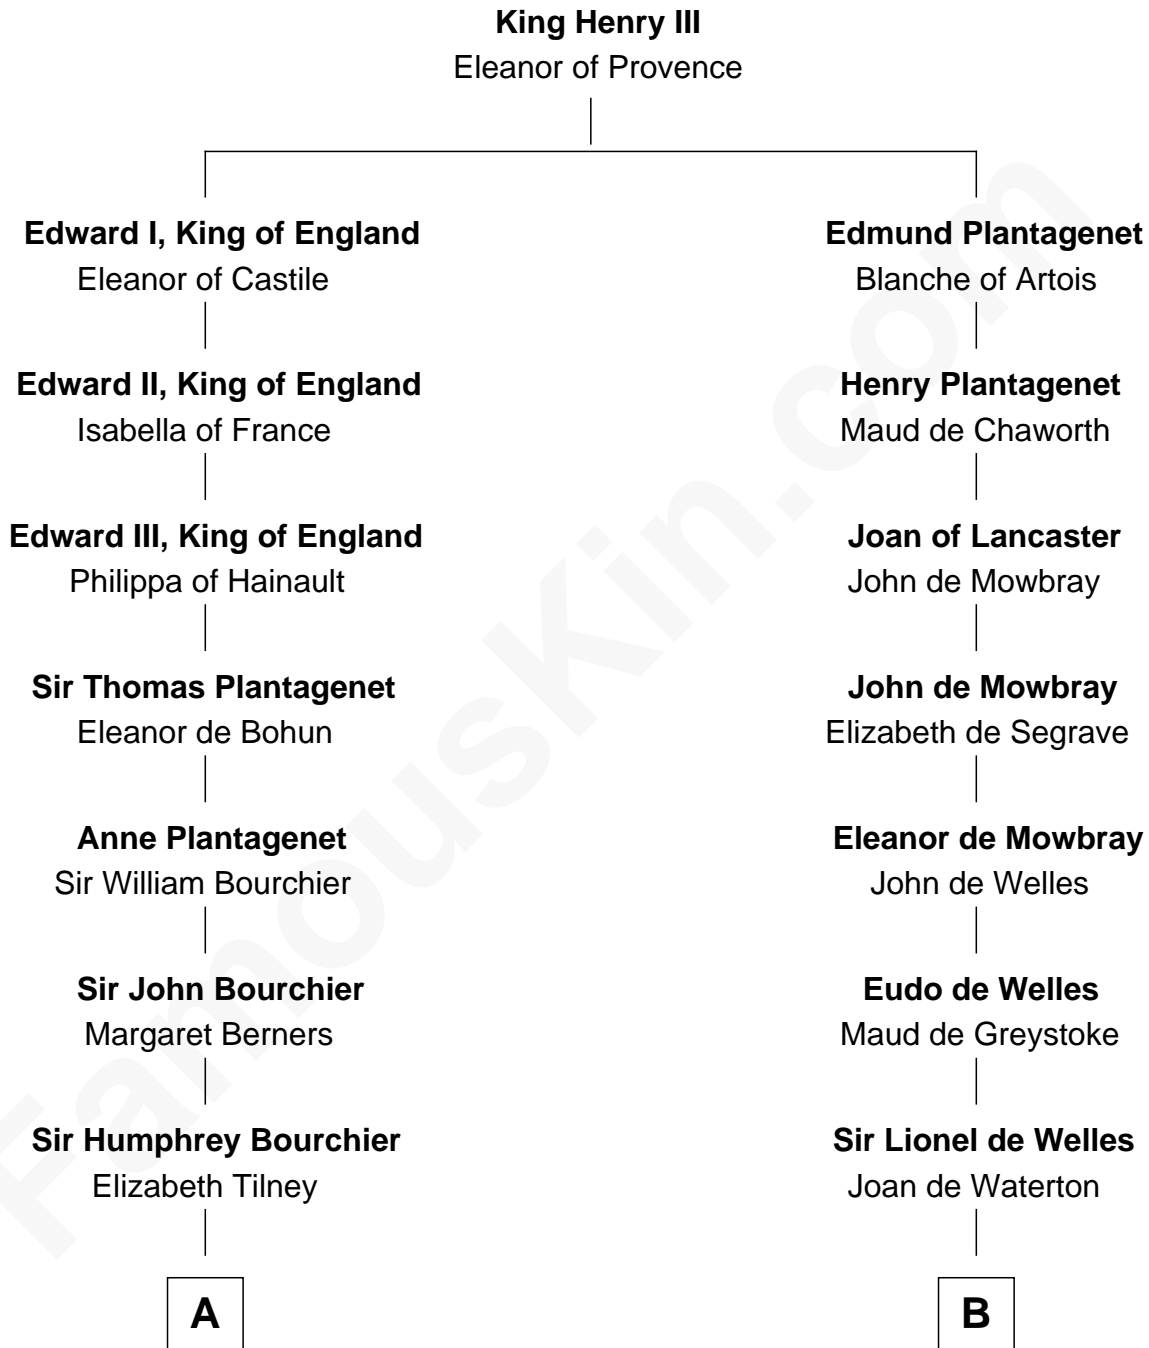 King Henry III
Eleanor of Provence
Edward I, King of England
Eleanor of Castile
Edmund Plantagenet
Blanche of Artois
Edward II, King of England
Isabella of France
Henry Plantagenet
Maud de Chaworth
Edward III, King of England
Philippa of Hainault
Joan of Lancaster
John de Mowbray
Sir Thomas Plantagenet
Eleanor de Bohun
John de Mowbray
Elizabeth de Segrave
Anne Plantagenet
Sir William Bourchier
Eleanor de Mowbray
John de Welles
Sir John Bourchier
Margaret Berners
Eudo de Welles
Maud de Greystoke
Sir Humphrey Bourchier
Elizabeth Tilney
Sir Lionel de Welles
Joan de Waterton
A
B
FamousKin.com